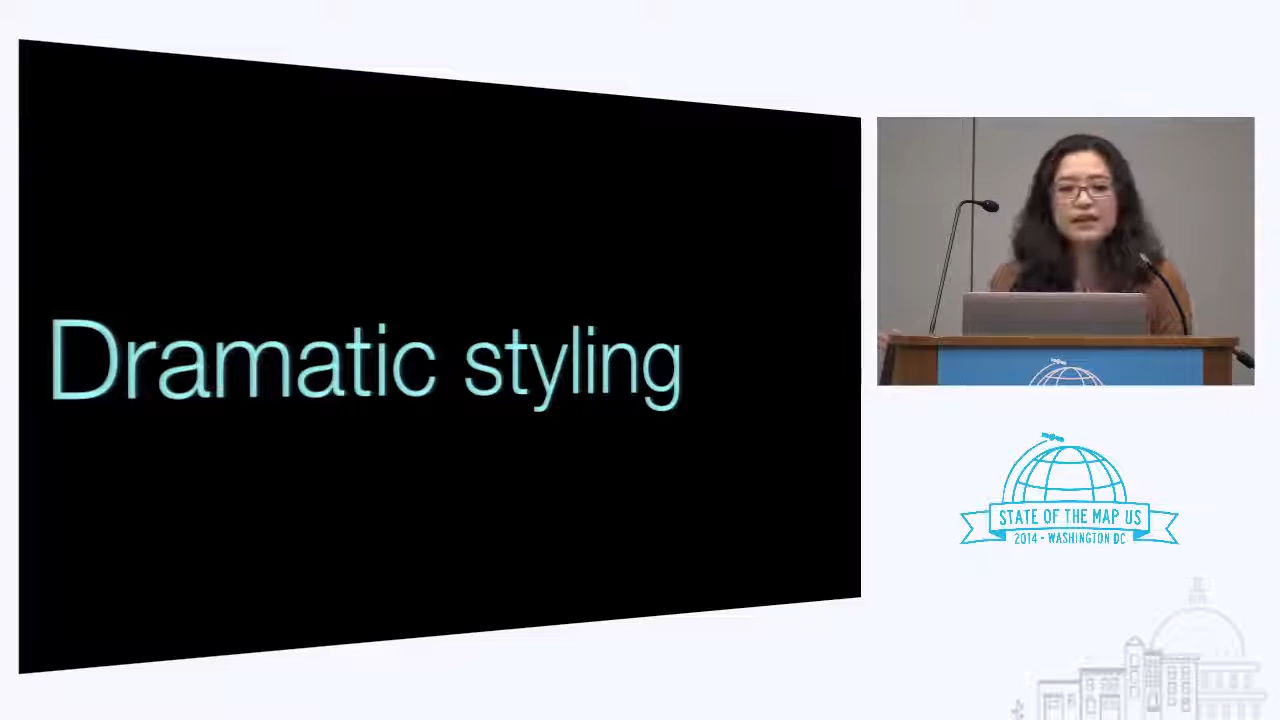 Dramatic styling
STATE OF THE MAP US
2014 - WASHINGTON DC